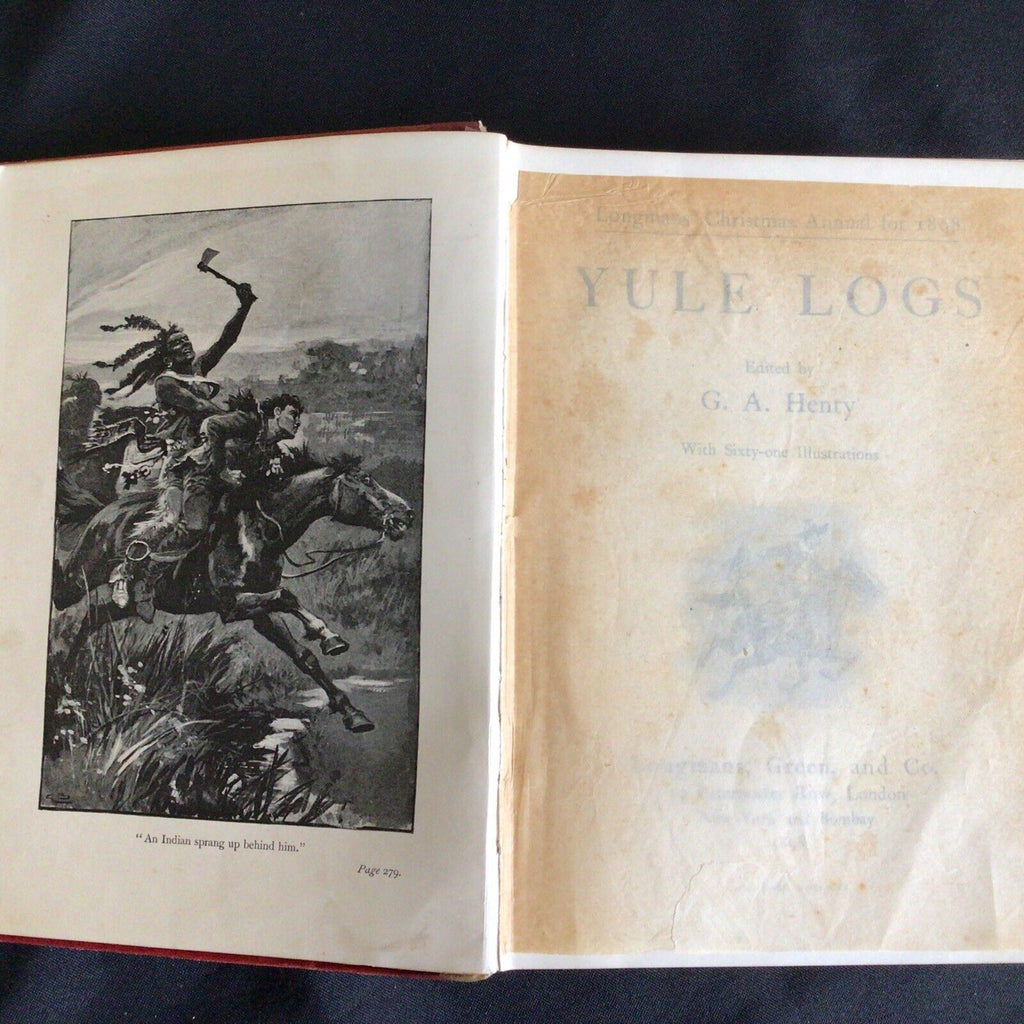 "An Indian sprang up behind him."
Page 279.
Longmans' Christmas Annual for 1898
YULE LOGS
Edited by
G. A. Henty
With Sixty-one Illustrations
Longmans, Green, and Co.
Row, London
New York and Bombay